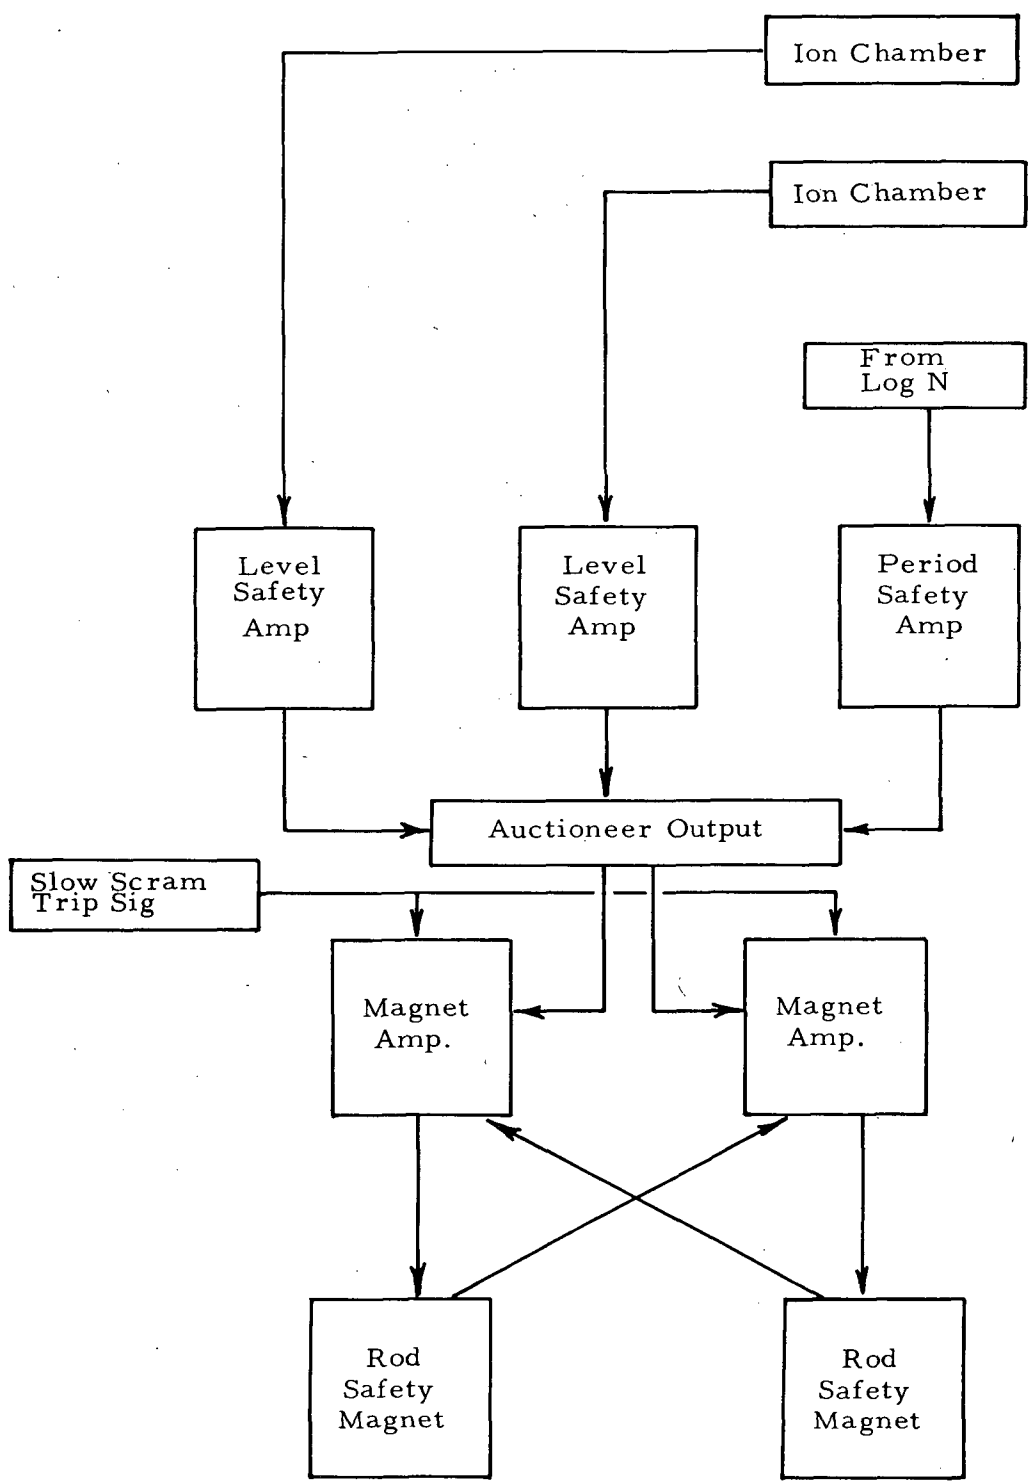 Ion Chamber
Ion Chamber
From
Log N
Level
Safety
Amp
Level
Safety
Amp
Period
Safety
Amp
Auctioneer Output
Slow Scram
Trip Sig
Magnet
Amp.
Magnet
Amp.
Rod
Safety
Magnet
Rod
Safety
Magnet